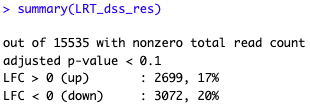 > summary(LRT_dss_res)
out of 15535 with nonzero total read count
adjusted p-value < 0.1
LFC > 0 (up)       : 2699, 17%
LFC < 0 (down)     : 3072, 20%